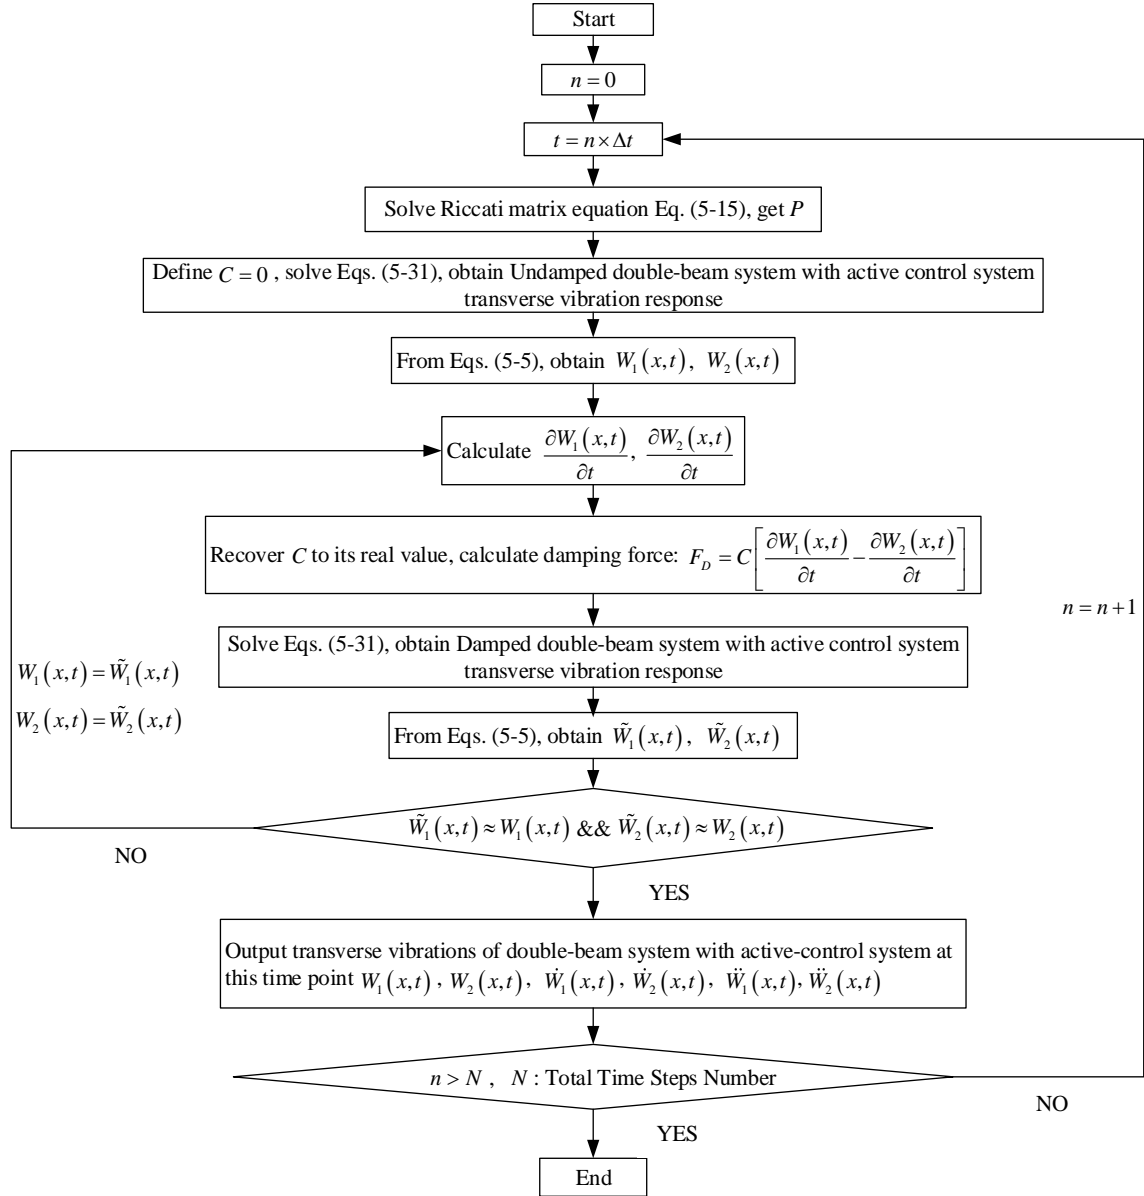 Start
n = 0
t = n × Δt
Solve Riccati matrix equation Eq. (5-15), get P
Define C = 0 , solve Eqs. (5-31), obtain Undamped double-beam system with active control system
transverse vibration response
From Eqs. (5-5), obtain W₁(x,t), W₂(x,t)
Calculate ∂W₁(x,t)/∂t, ∂W₂(x,t)/∂t
Recover C to its real value, calculate damping force: F_D = C[∂W₁(x,t)/∂t − ∂W₂(x,t)/∂t]
n = n+1
Solve Eqs. (5-31), obtain Damped double-beam system with active control system
transverse vibration response
W₁(x,t) = W̃₁(x,t)
W₂(x,t) = W̃₂(x,t)
From Eqs. (5-5), obtain W̃₁(x,t), W̃₂(x,t)
W̃₁(x,t) ≈ W₁(x,t) && W̃₂(x,t) ≈ W₂(x,t)
NO
YES
Output transverse vibrations of double-beam system with active-control system at
this time point W₁(x,t) , W₂(x,t), Ẇ₁(x,t), Ẇ₂(x,t), Ẅ₁(x,t), Ẅ₂(x,t)
n > N , N : Total Time Steps Number
NO
YES
End